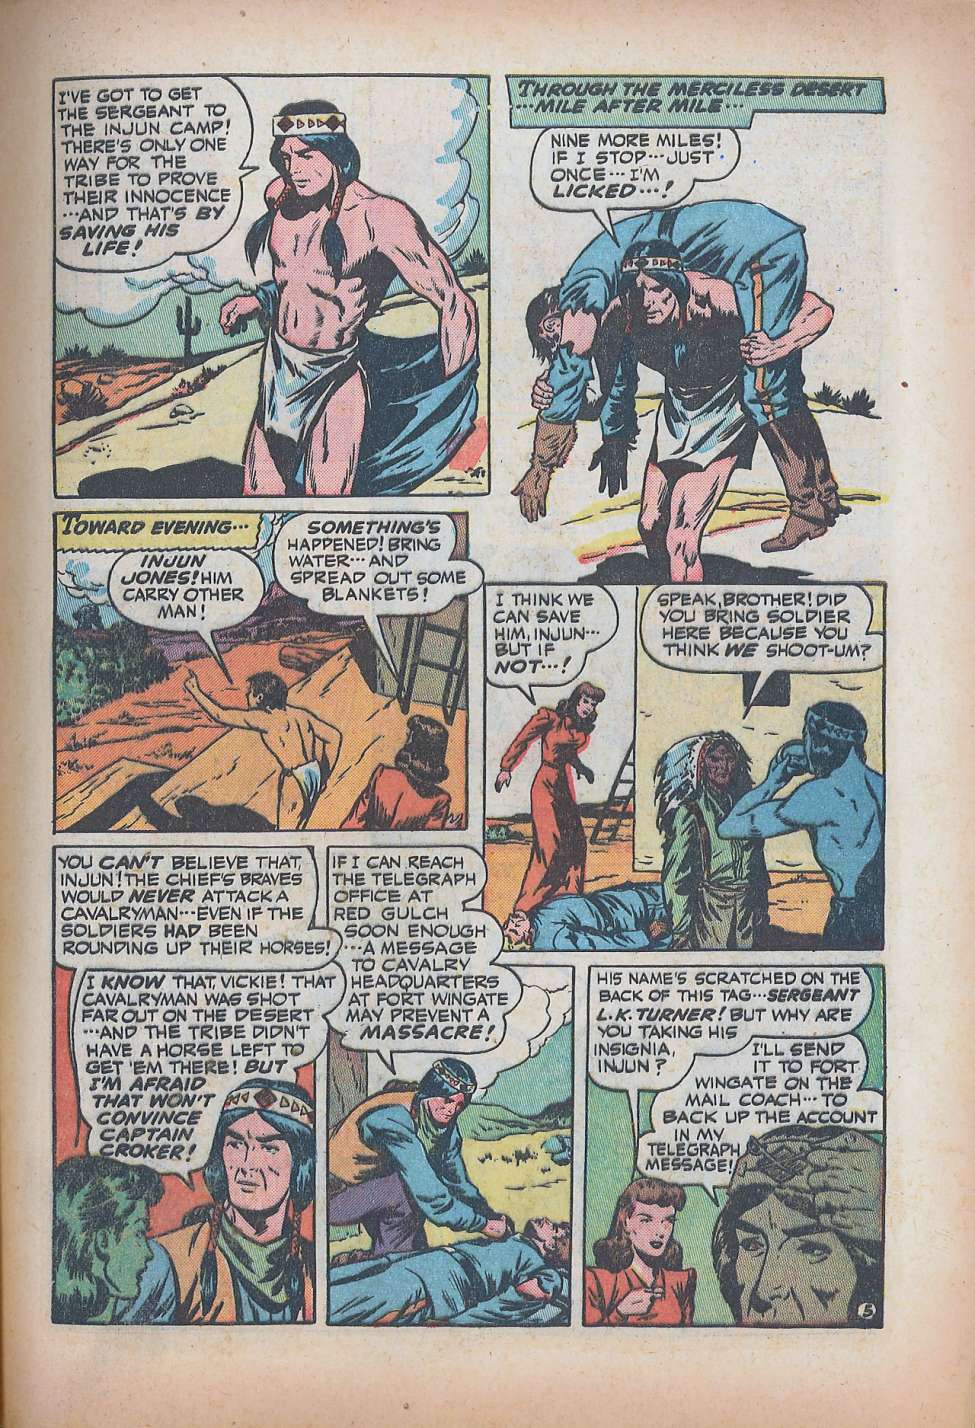 I'VE GOT TO GET
THE SERGEANT TO
THE INJUN CAMP!
THERE'S ONLY ONE
WAY FOR THE
TRIBE TO PROVE
THEIR INNOCENCE
...AND THAT'S BY
SAVING HIS
LIFE!
THROUGH THE MERCILESS DESERT
...MILE AFTER MILE...
NINE MORE MILES!
IF I STOP...JUST
ONCE...I'M
LICKED...!
TOWARD EVENING...
INJUN
JONES! HIM
CARRY OTHER
MAN!
SOMETHING'S
HAPPENED! BRING
WATER...AND
SPREAD OUT SOME
BLANKETS!
I THINK WE
CAN SAVE
HIM, INJUN...
BUT IF
NOT...!
SPEAK, BROTHER! DID
YOU BRING SOLDIER
HERE BECAUSE YOU
THINK WE SHOOT-UM?
YOU CAN'T BELIEVE THAT,
INJUN! THE CHIEF'S BRAVES
WOULD NEVER ATTACK A
CAVALRYMAN...EVEN IF THE
SOLDIERS HAD BEEN
ROUNDING UP THEIR HORSES!
I KNOW THAT, VICKIE! THAT
CAVALRYMAN WAS SHOT
FAR OUT ON THE DESERT
...AND THE TRIBE DIDN'T
HAVE A HORSE LEFT TO
GET 'EM THERE! BUT
I'M AFRAID
THAT WON'T
CONVINCE
CAPTAIN
CROKER!
IF I CAN REACH
THE TELEGRAPH
OFFICE AT
RED GULCH
SOON ENOUGH
...A MESSAGE
TO CAVALRY
HEADQUARTERS
AT FORT WINGATE
MAY PREVENT A
MASSACRE!
HIS NAME'S SCRATCHED ON THE
BACK OF THIS TAG...SERGEANT
L.K. TURNER! BUT WHY ARE
YOU TAKING HIS
INSIGNIA,
INJUN?
I'LL SEND
IT TO FORT
WINGATE ON THE
MAIL COACH...TO
BACK UP THE ACCOUNT
IN MY
TELEGRAPH
MESSAGE!
5